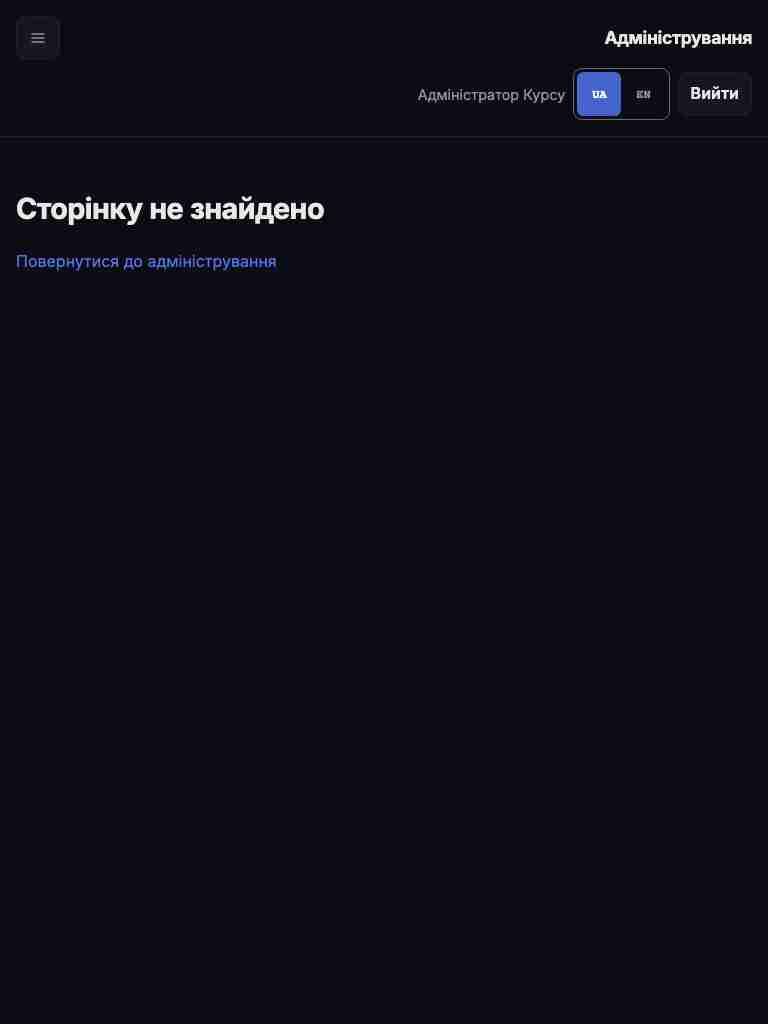 Адміністрування
Адміністратор Курсу UA EN Вийти
Сторінку не знайдено
Повернутися до адміністрування